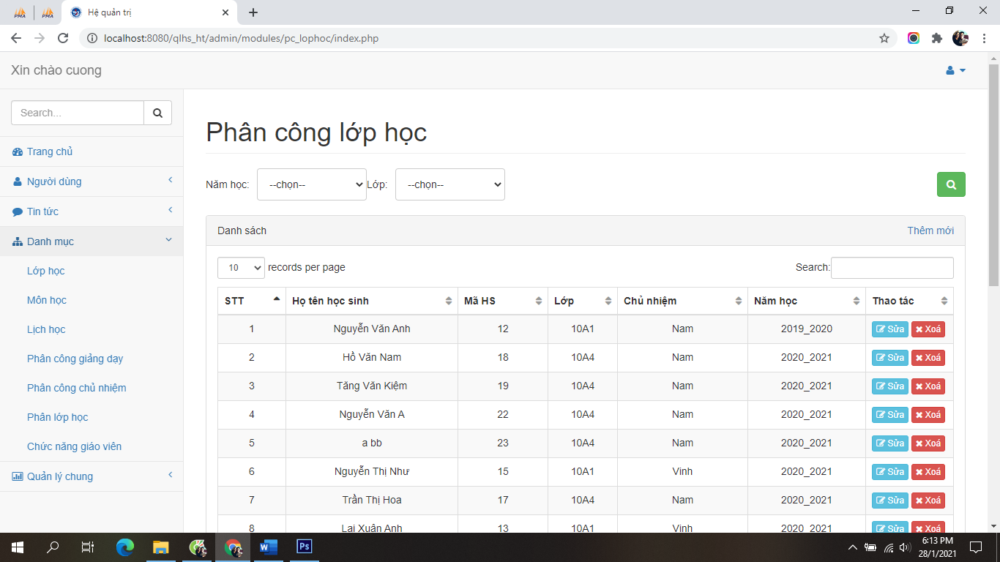 PMA PMA Hệ quản trị
localhost:8080/qlhs_ht/admin/modules/pc_lophoc/index.php
Xin chào cuong
Search...
Trang chủ
Người dùng
Tin tức
Danh mục
Lớp học
Môn học
Lịch học
Phân công giảng dạy
Phân công chủ nhiệm
Phân lớp học
Chức năng giáo viên
Quản lý chung
Phân công lớp học
Năm học: --chọn-- Lớp: --chọn--
Danh sách Thêm mới
10 records per page Search:
STT Họ tên học sinh Mã HS Lớp Chủ nhiệm Năm học Thao tác
1 Nguyễn Văn Anh 12 10A1 Nam 2019_2020 Sửa Xoá
2 Hồ Văn Nam 18 10A4 Nam 2020_2021 Sửa Xoá
3 Tăng Văn Kiệm 19 10A4 Nam 2020_2021 Sửa Xoá
4 Nguyễn Văn A 22 10A4 Nam 2020_2021 Sửa Xoá
5 a bb 23 10A4 Nam 2020_2021 Sửa Xoá
6 Nguyễn Thị Như 15 10A1 Vinh 2020_2021 Sửa Xoá
7 Trần Thị Hoa 17 10A4 Nam 2020_2021 Sửa Xoá
8 Lại Xuân Anh 13 10A1 Vinh 2020_2021 Sửa Xoá
Ps
6:13 PM
28/1/2021